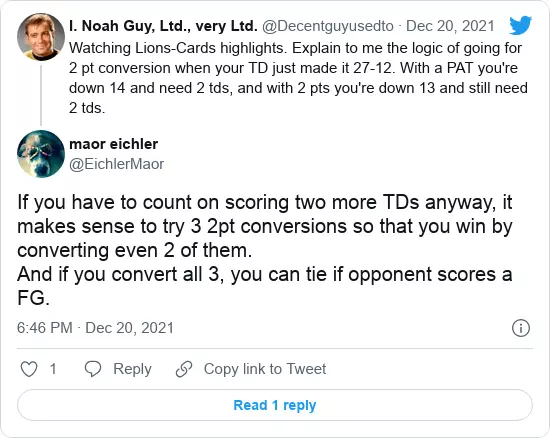 I. Noah Guy, Ltd., very Ltd. @Decentguyusedto · Dec 20, 2021
Watching Lions-Cards highlights. Explain to me the logic of going for
2 pt conversion when your TD just made it 27-12. With a PAT you're
down 14 and need 2 tds, and with 2 pts you're down 13 and still need
2 tds.
maor eichler
@EichlerMaor
If you have to count on scoring two more TDs anyway, it
makes sense to try 3 2pt conversions so that you win by
converting even 2 of them.
And if you convert all 3, you can tie if opponent scores a
FG.
6:46 PM · Dec 20, 2021
1 Reply Copy link to Tweet
Read 1 reply